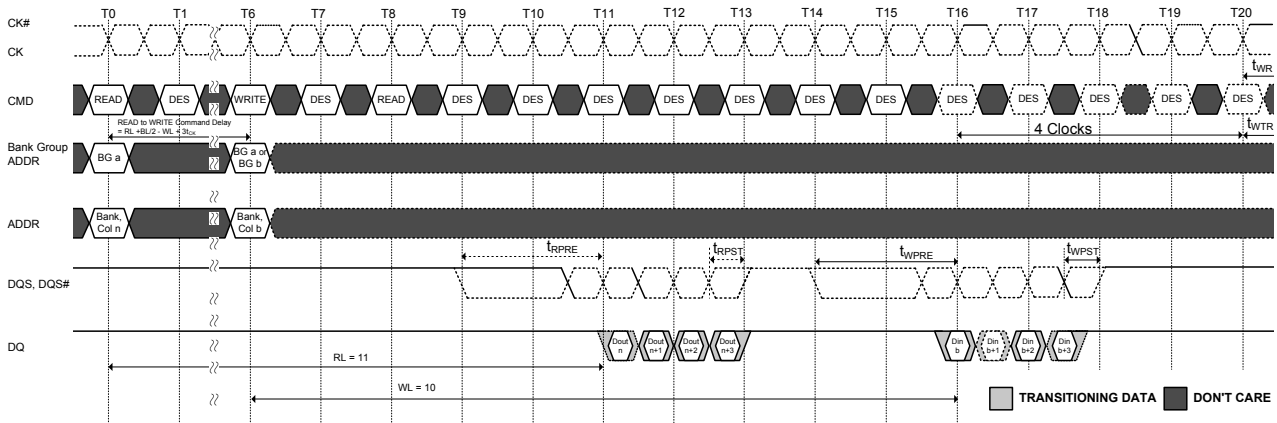 T0 T1 T6 T7 T8 T9 T10 T11 T12 T13 T14 T15 T16 T17 T18 T19 T20
CK#
CK
tWR
CMD READ DES WRITE DES READ DES DES DES DES DES DES DES DES DES DES DES DES
READ to WRITE Command Delay
= RL +BL/2 - WL + 3tCK
4 Clocks
tWTR
Bank Group
ADDR
BG a
BG a or
BG b
ADDR
Bank,
Col n
Bank,
Col b
tRPRE tRPST tWPRE tWPST
DQS, DQS#
DQ
Dout
n
Dout
n+1
Dout
n+2
Dout
n+3
Din
b
Din
b+1
Din
b+2
Din
b+3
RL = 11
WL = 10
TRANSITIONING DATA DON'T CARE